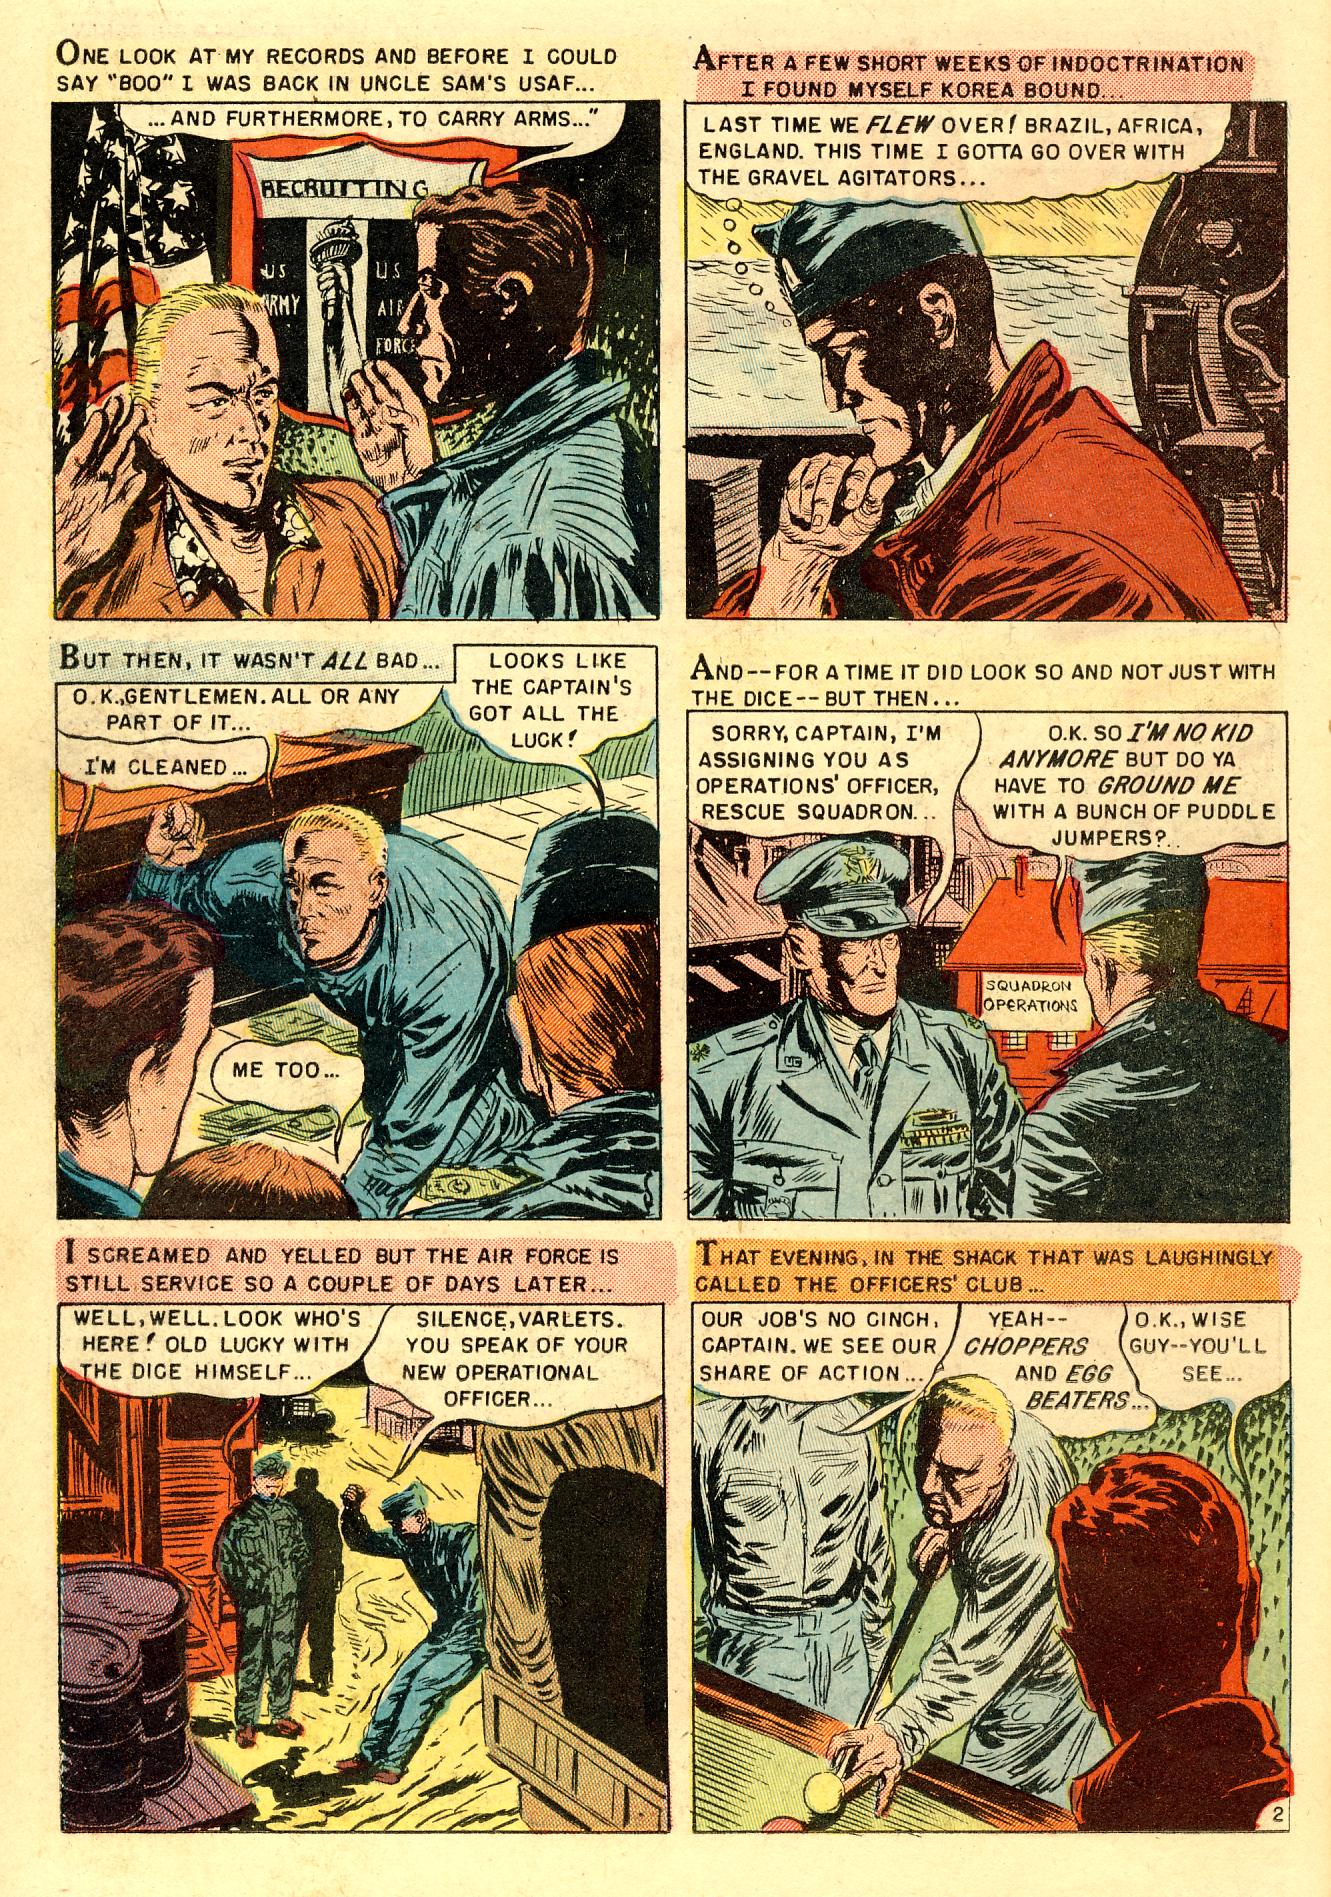 ONE LOOK AT MY RECORDS AND BEFORE I COULD
SAY "BOO" I WAS BACK IN UNCLE SAM'S USAF...
...AND FURTHERMORE, TO CARRY ARMS..."
RECRUITING
US
ARMY
US
AIR
FORCE
AFTER A FEW SHORT WEEKS OF INDOCTRINATION
I FOUND MYSELF KOREA BOUND...
LAST TIME WE FLEW OVER! BRAZIL, AFRICA,
ENGLAND. THIS TIME I GOTTA GO OVER WITH
THE GRAVEL AGITATORS...
BUT THEN, IT WASN'T ALL BAD...
O.K., GENTLEMEN. ALL OR ANY
PART OF IT...
I'M CLEANED...
LOOKS LIKE
THE CAPTAIN'S
GOT ALL THE
LUCK!
ME TOO...
AND--FOR A TIME IT DID LOOK SO AND NOT JUST WITH
THE DICE--BUT THEN...
SORRY, CAPTAIN, I'M
ASSIGNING YOU AS
OPERATIONS' OFFICER,
RESCUE SQUADRON...
O.K. SO I'M NO KID
ANYMORE BUT DO YA
HAVE TO GROUND ME
WITH A BUNCH OF PUDDLE
JUMPERS?..
SQUADRON
OPERATIONS
I SCREAMED AND YELLED BUT THE AIR FORCE IS
STILL SERVICE SO A COUPLE OF DAYS LATER...
WELL, WELL. LOOK WHO'S
HERE! OLD LUCKY WITH
THE DICE HIMSELF...
SILENCE, VARLETS.
YOU SPEAK OF YOUR
NEW OPERATIONAL
OFFICER...
THAT EVENING, IN THE SHACK THAT WAS LAUGHINGLY
CALLED THE OFFICERS' CLUB...
OUR JOB'S NO CINCH,
CAPTAIN. WE SEE OUR
SHARE OF ACTION...
YEAH--
CHOPPERS
AND EGG
BEATERS...
O.K., WISE
GUY--YOU'LL
SEE...
2